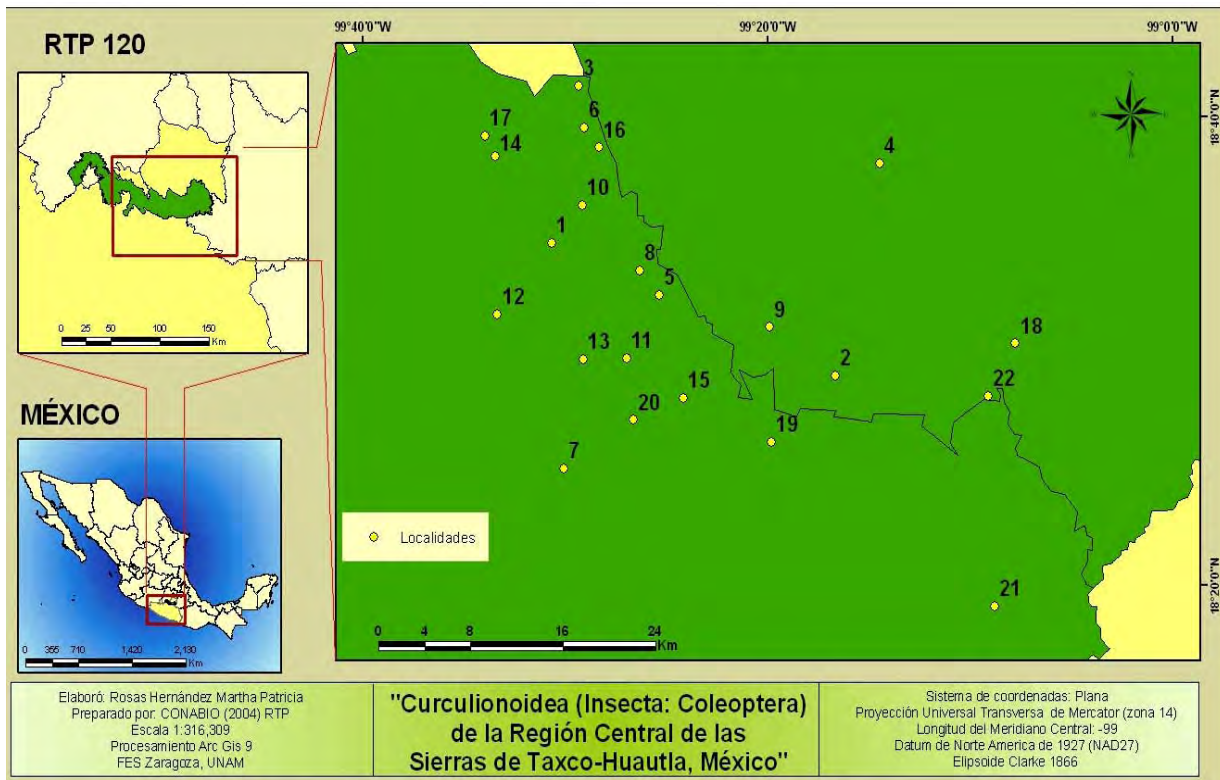 RTP 120
0 25 50 100 150
Km
MÉXICO
0 355 710 1,420 2,130
Km
99°40'0"W 99°20'0"W 99°0'0"W
18°40'0"N
18°20'0"N
3
6
17
16
14
4
10
1
8
5
12
9
18
13
11
2
15
22
20
19
7
21
Localidades
0 4 8 16 24
Km
Elaboró: Rosas Hernández Martha Patricia
Preparado por: CONABIO (2004) RTP
Escala 1:316,309
Procesamiento Arc Gis 9
FES Zaragoza, UNAM
"Curculionoidea (Insecta: Coleoptera)
de la Región Central de las
Sierras de Taxco-Huautla, México"
Sistema de coordenadas: Plana
Proyección Universal Transversa de Mercator (zona 14)
Longitud del Meridiano Central: -99
Datum de Norte America de 1927 (NAD27)
Elipsoide Clarke 1866